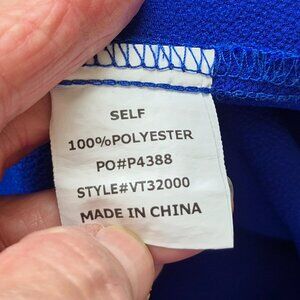 SELF
100%POLYESTER
PO#P4388
STYLE#VT32000
MADE IN CHINA